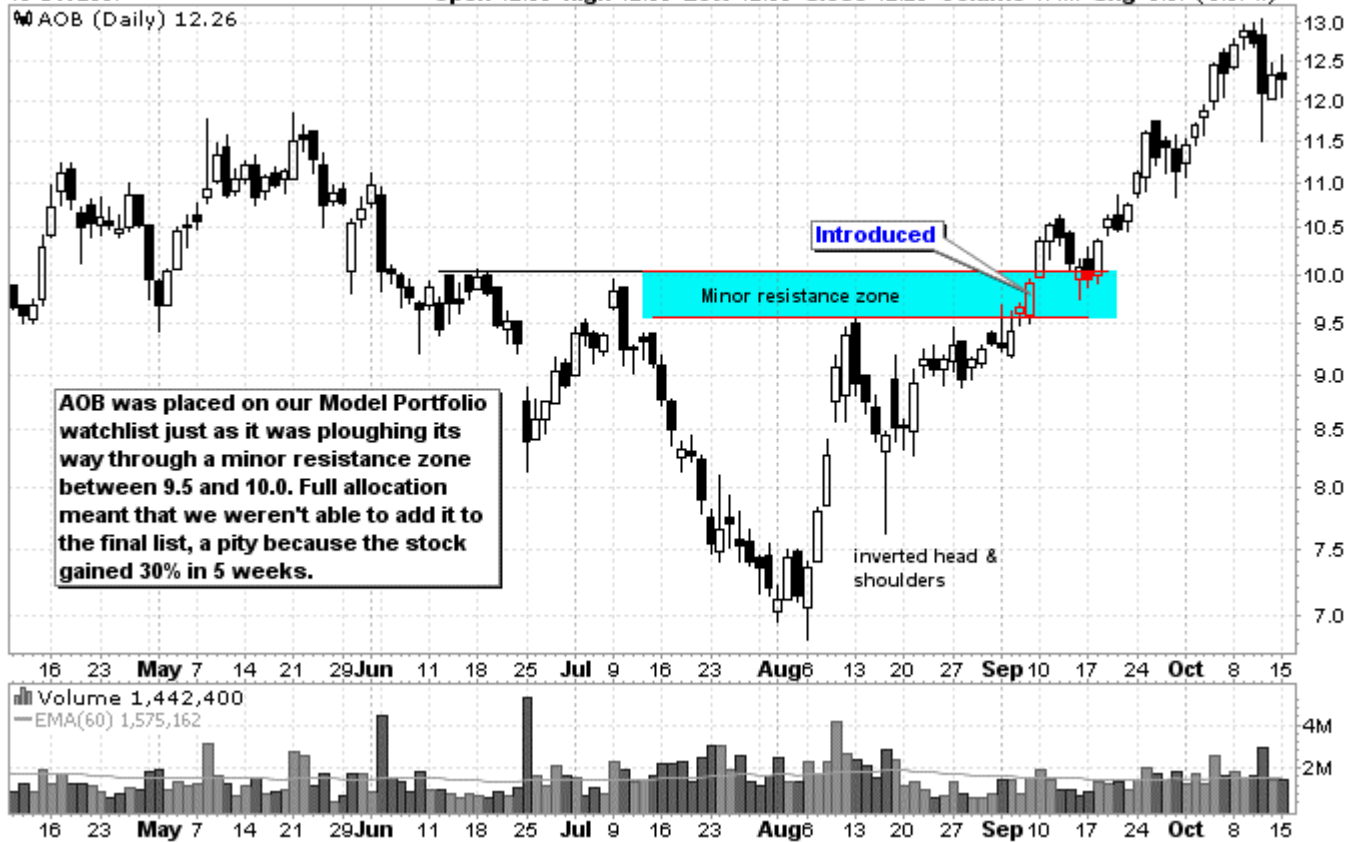 AOB (Daily) 12.26
13.0
12.5
12.0
11.5
11.0
10.5
10.0
9.5
9.0
8.5
8.0
7.5
7.0
Introduced
Minor resistance zone
AOB was placed on our Model Portfolio
watchlist just as it was ploughing its
way through a minor resistance zone
between 9.5 and 10.0. Full allocation
meant that we weren't able to add it to
the final list, a pity because the stock
gained 30% in 5 weeks.
inverted head &
shoulders
16 23 May 7 14 21 29 Jun 11 18 25 Jul 9 16 23 Aug 6 13 20 27 Sep 10 17 24 Oct 8 15
Volume 1,442,400
EMA(60) 1,575,162
4M
2M
16 23 May 7 14 21 29 Jun 11 18 25 Jul 9 16 23 Aug 6 13 20 27 Sep 10 17 24 Oct 8 15